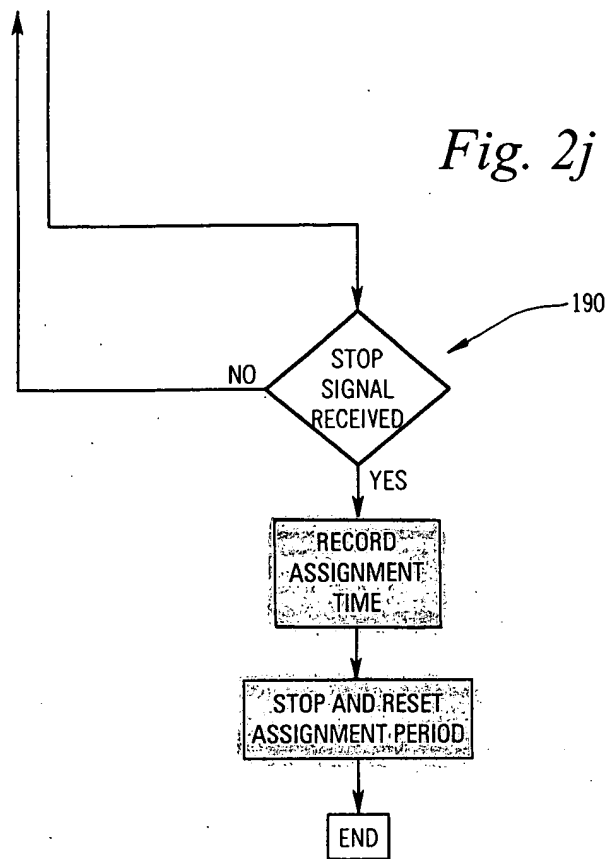 Fig. 2j
190
STOP
SIGNAL
RECEIVED
NO
YES
RECORD
ASSIGNMENT
TIME
STOP AND RESET
ASSIGNMENT PERIOD
END